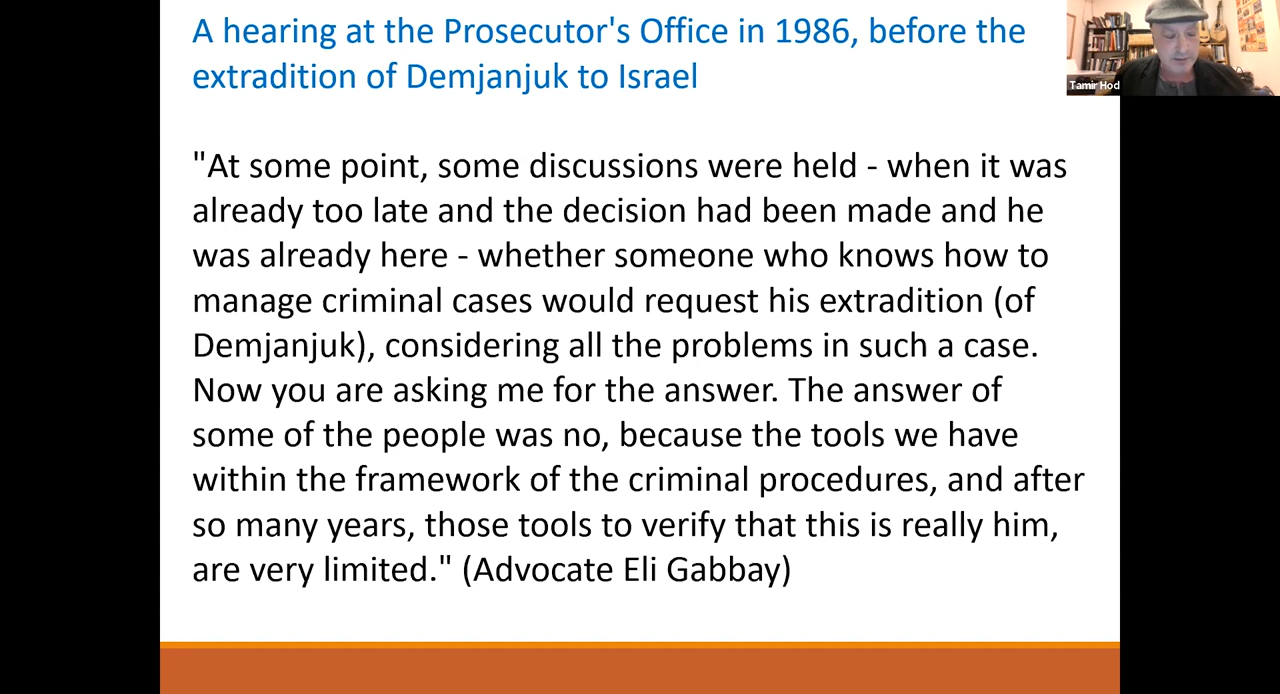 A hearing at the Prosecutor's Office in 1986, before the
extradition of Demjanjuk to Israel
Tamir Hod
"At some point, some discussions were held - when it was
already too late and the decision had been made and he
was already here - whether someone who knows how to
manage criminal cases would request his extradition (of
Demjanjuk), considering all the problems in such a case.
Now you are asking me for the answer. The answer of
some of the people was no, because the tools we have
within the framework of the criminal procedures, and after
so many years, those tools to verify that this is really him,
are very limited." (Advocate Eli Gabbay)